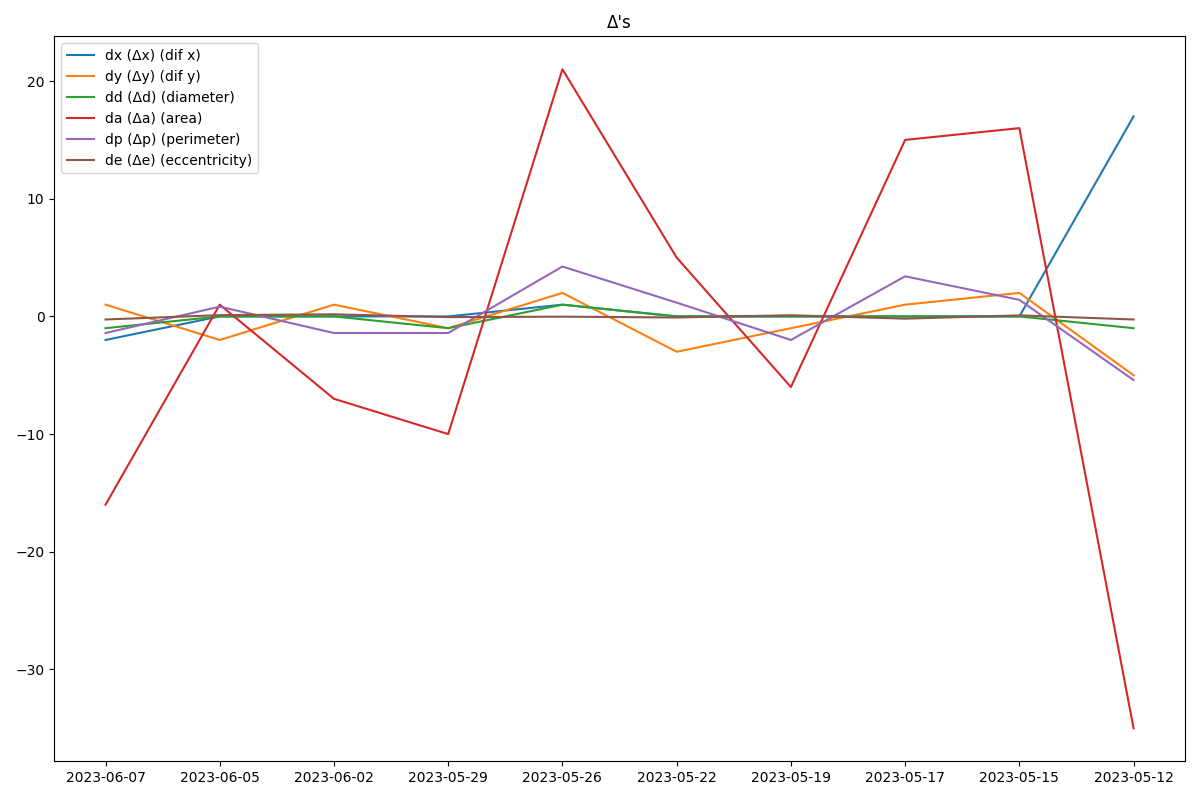 Δ's
dx (Δx) (dif x)
dy (Δy) (dif y)
dd (Δd) (diameter)
da (Δa) (area)
dp (Δp) (perimeter)
de (Δe) (eccentricity)
20
10
0
−10
−20
−30
2023-06-07 2023-06-05 2023-06-02 2023-05-29 2023-05-26 2023-05-22 2023-05-19 2023-05-17 2023-05-15 2023-05-12